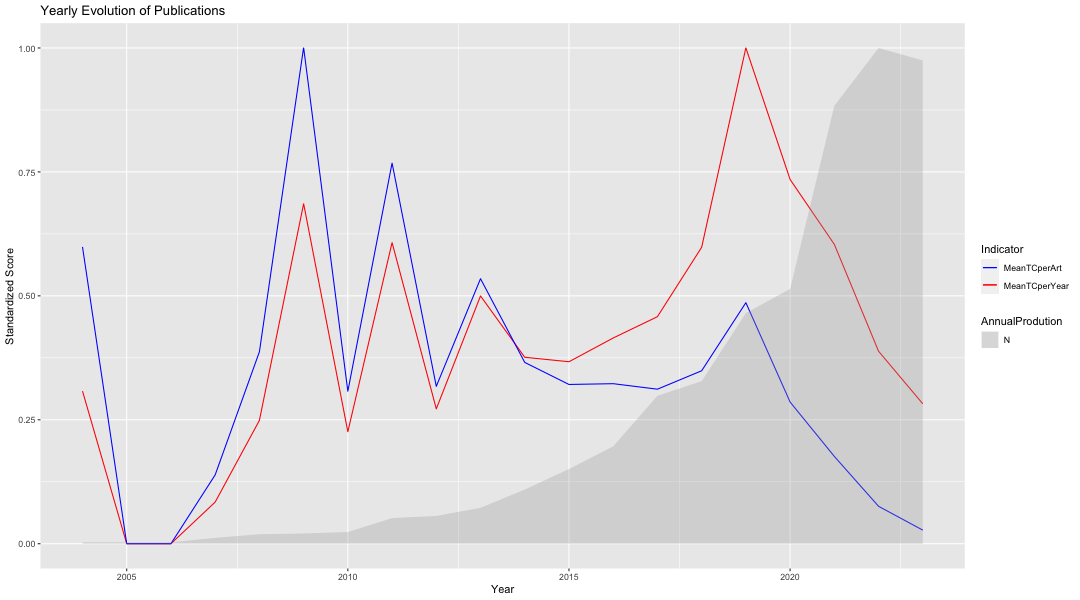 Yearly Evolution of Publications
1.00
0.75
0.50
0.25
0.00
Standardized Score
2005
2010
2015
2020
Year
Indicator
MeanTCperArt
MeanTCperYear
AnnualProdution
N